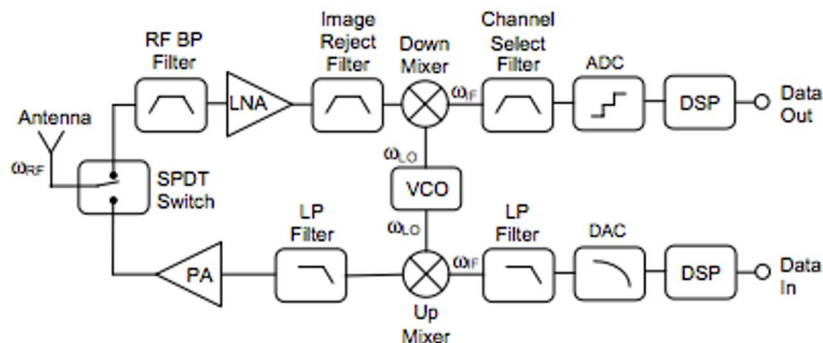 Image
Reject
Filter
Channel
Select
Filter
RF BP
Filter
Down
Mixer
ADC
Antenna
LNA
ωIF
DSP
Data
Out
ωRF
SPDT
Switch
ωLO
VCO
ωLO
LP
Filter
LP
Filter
DAC
PA
ωIF
DSP
Data
In
Up
Mixer